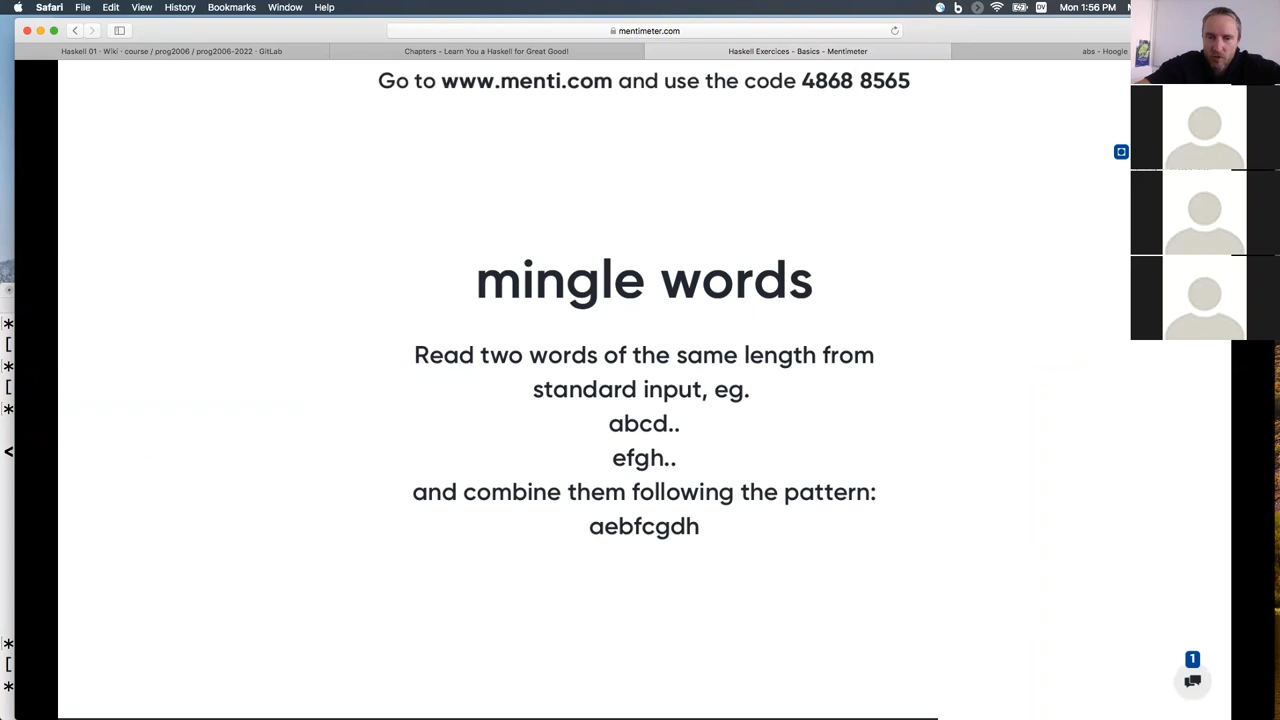 Safari File Edit View History Bookmarks Window Help
Mon 1:56 PM
mentimeter.com
Haskell 01 · Wiki · course / prog2006 / prog2006-2022 · GitLab
Chapters - Learn You a Haskell for Great Good!
Haskell Exercices - Basics - Mentimeter
abs - Hoogle
Go to www.menti.com and use the code 4868 8565
mingle words
Read two words of the same length from
standard input, eg.
abcd..
efgh..
and combine them following the pattern:
aebfcgdh
1